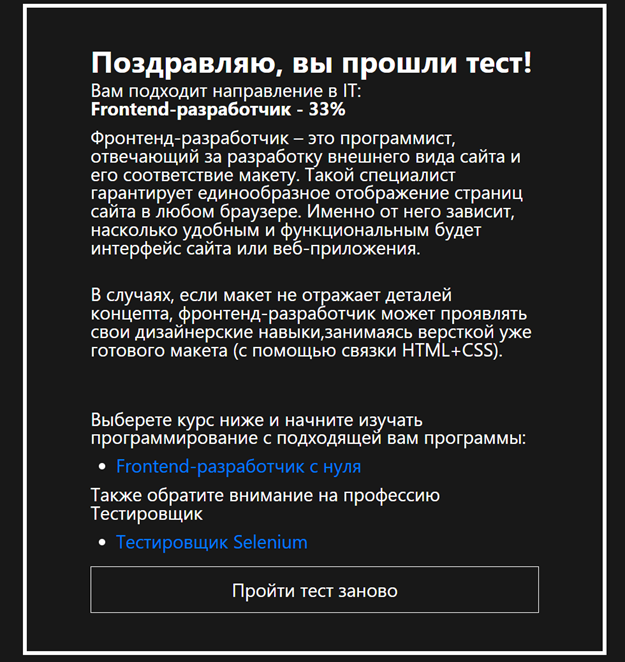 Поздравляю, вы прошли тест!
Вам подходит направление в IT:
Frontend-разработчик - 33%
Фронтенд-разработчик – это программист,
отвечающий за разработку внешнего вида сайта и
его соответствие макету. Такой специалист
гарантирует единообразное отображение страниц
сайта в любом браузере. Именно от него зависит,
насколько удобным и функциональным будет
интерфейс сайта или веб-приложения.
В случаях, если макет не отражает деталей
концепта, фронтенд-разработчик может проявлять
свои дизайнерские навыки,занимаясь версткой уже
готового макета (с помощью связки HTML+CSS).
Выберете курс ниже и начните изучать
программирование с подходящей вам программы:
• Frontend-разработчик с нуля
Также обратите внимание на профессию
Тестировщик
• Тестировщик Selenium
Пройти тест заново